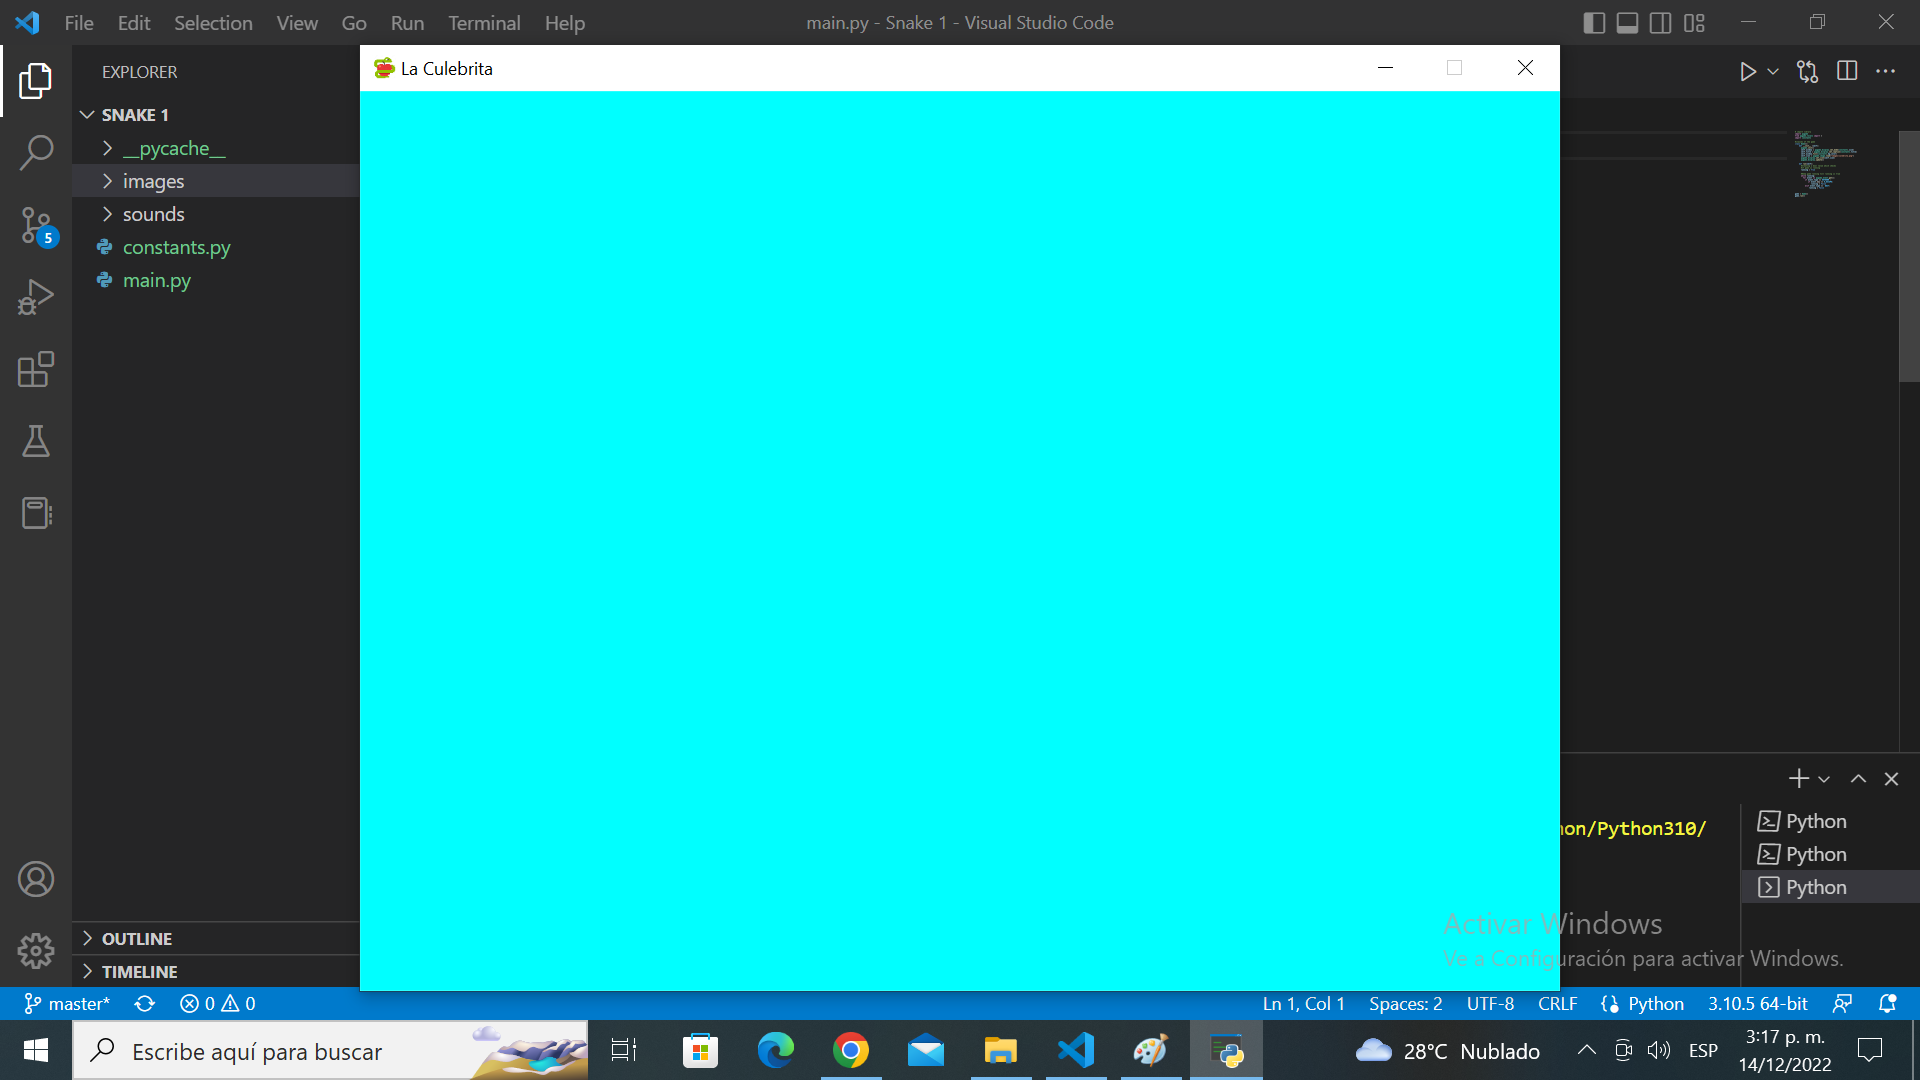 File Edit Selection View Go Run Terminal Help
main.py - Snake 1 - Visual Studio Code
EXPLORER
La Culebrita
SNAKE 1
__pycache__
images
sounds
constants.py
main.py
5
on/Python310/
Python
Python
Python
Activar Windows
Ve a Configuración para activar Windows.
OUTLINE
TIMELINE
master* 0 0 Ln 1, Col 1 Spaces: 2 UTF-8 CRLF Python 3.10.5 64-bit
Escribe aquí para buscar
28°C Nublado
ESP
3:17 p. m.
14/12/2022